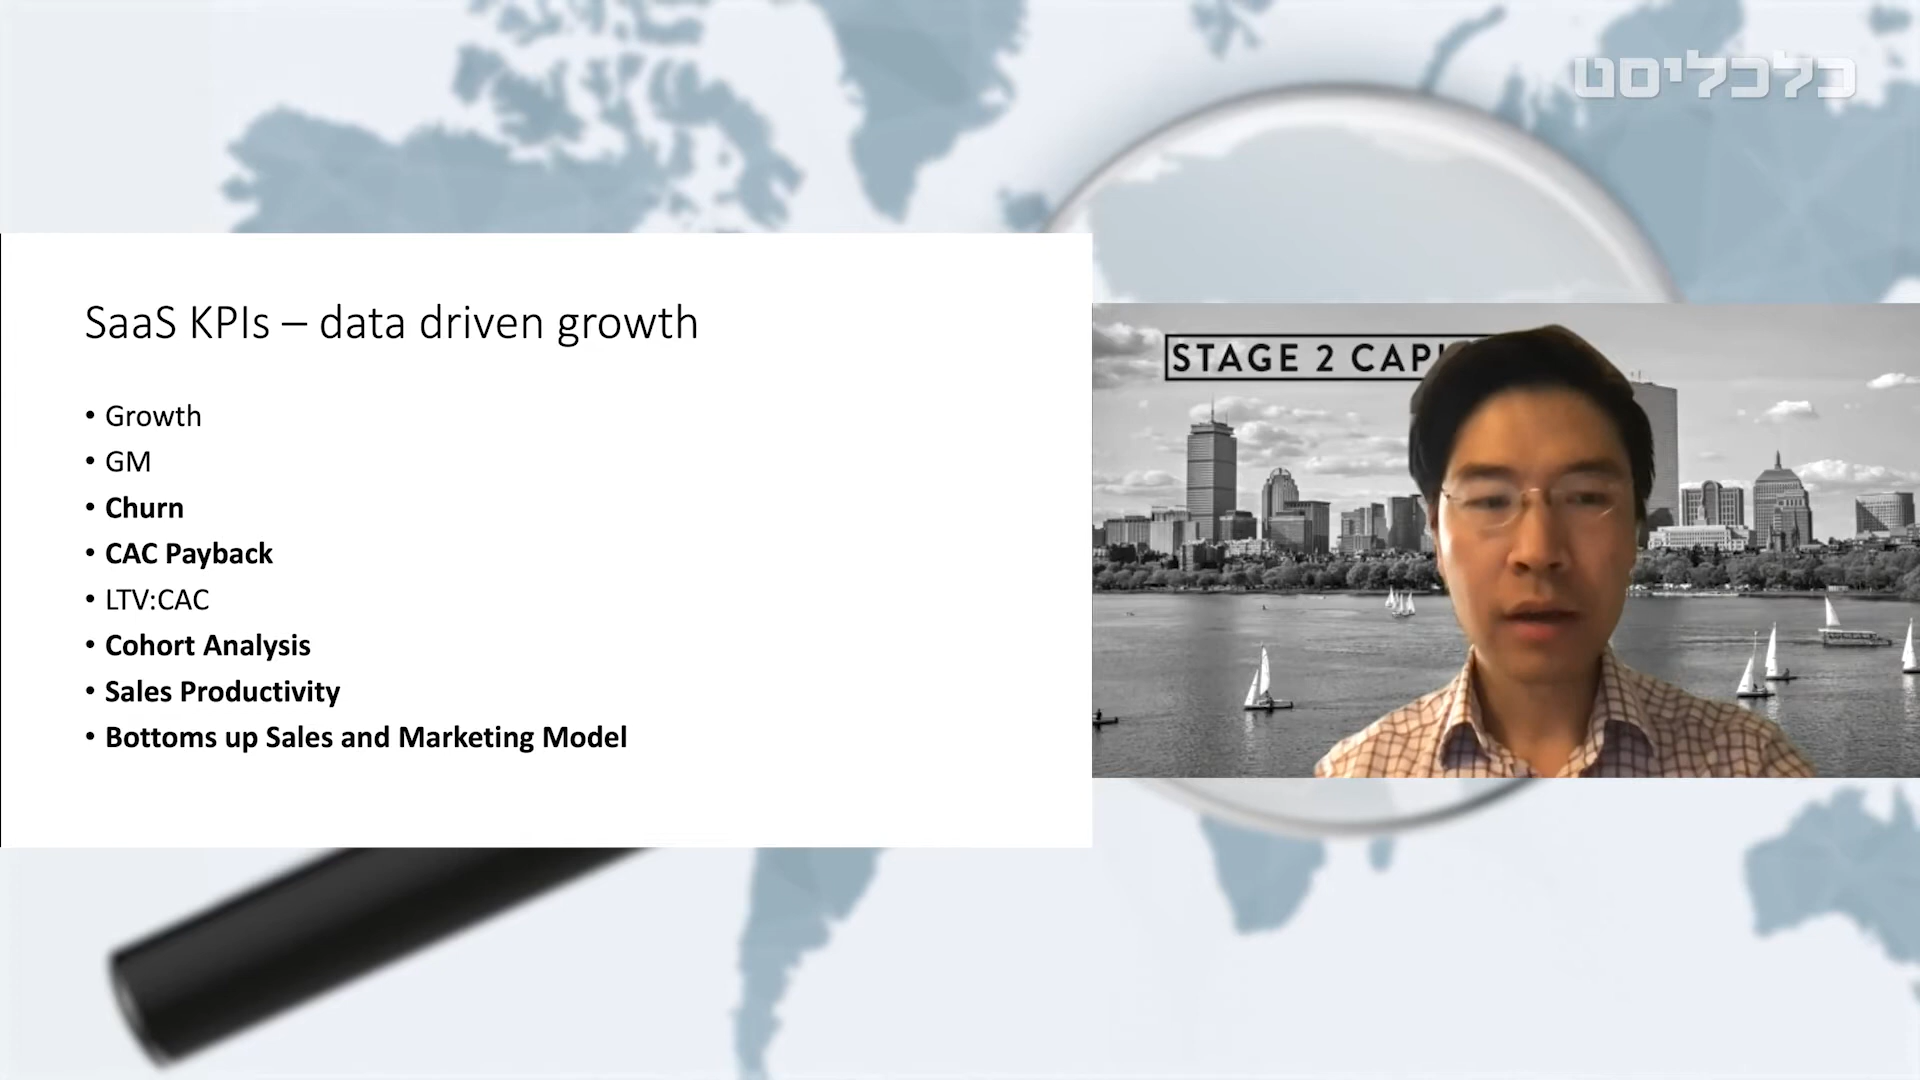 כלכליסט
SaaS KPIs – data driven growth
• Growth
• GM
• Churn
• CAC Payback
• LTV:CAC
• Cohort Analysis
• Sales Productivity
• Bottoms up Sales and Marketing Model
STAGE 2